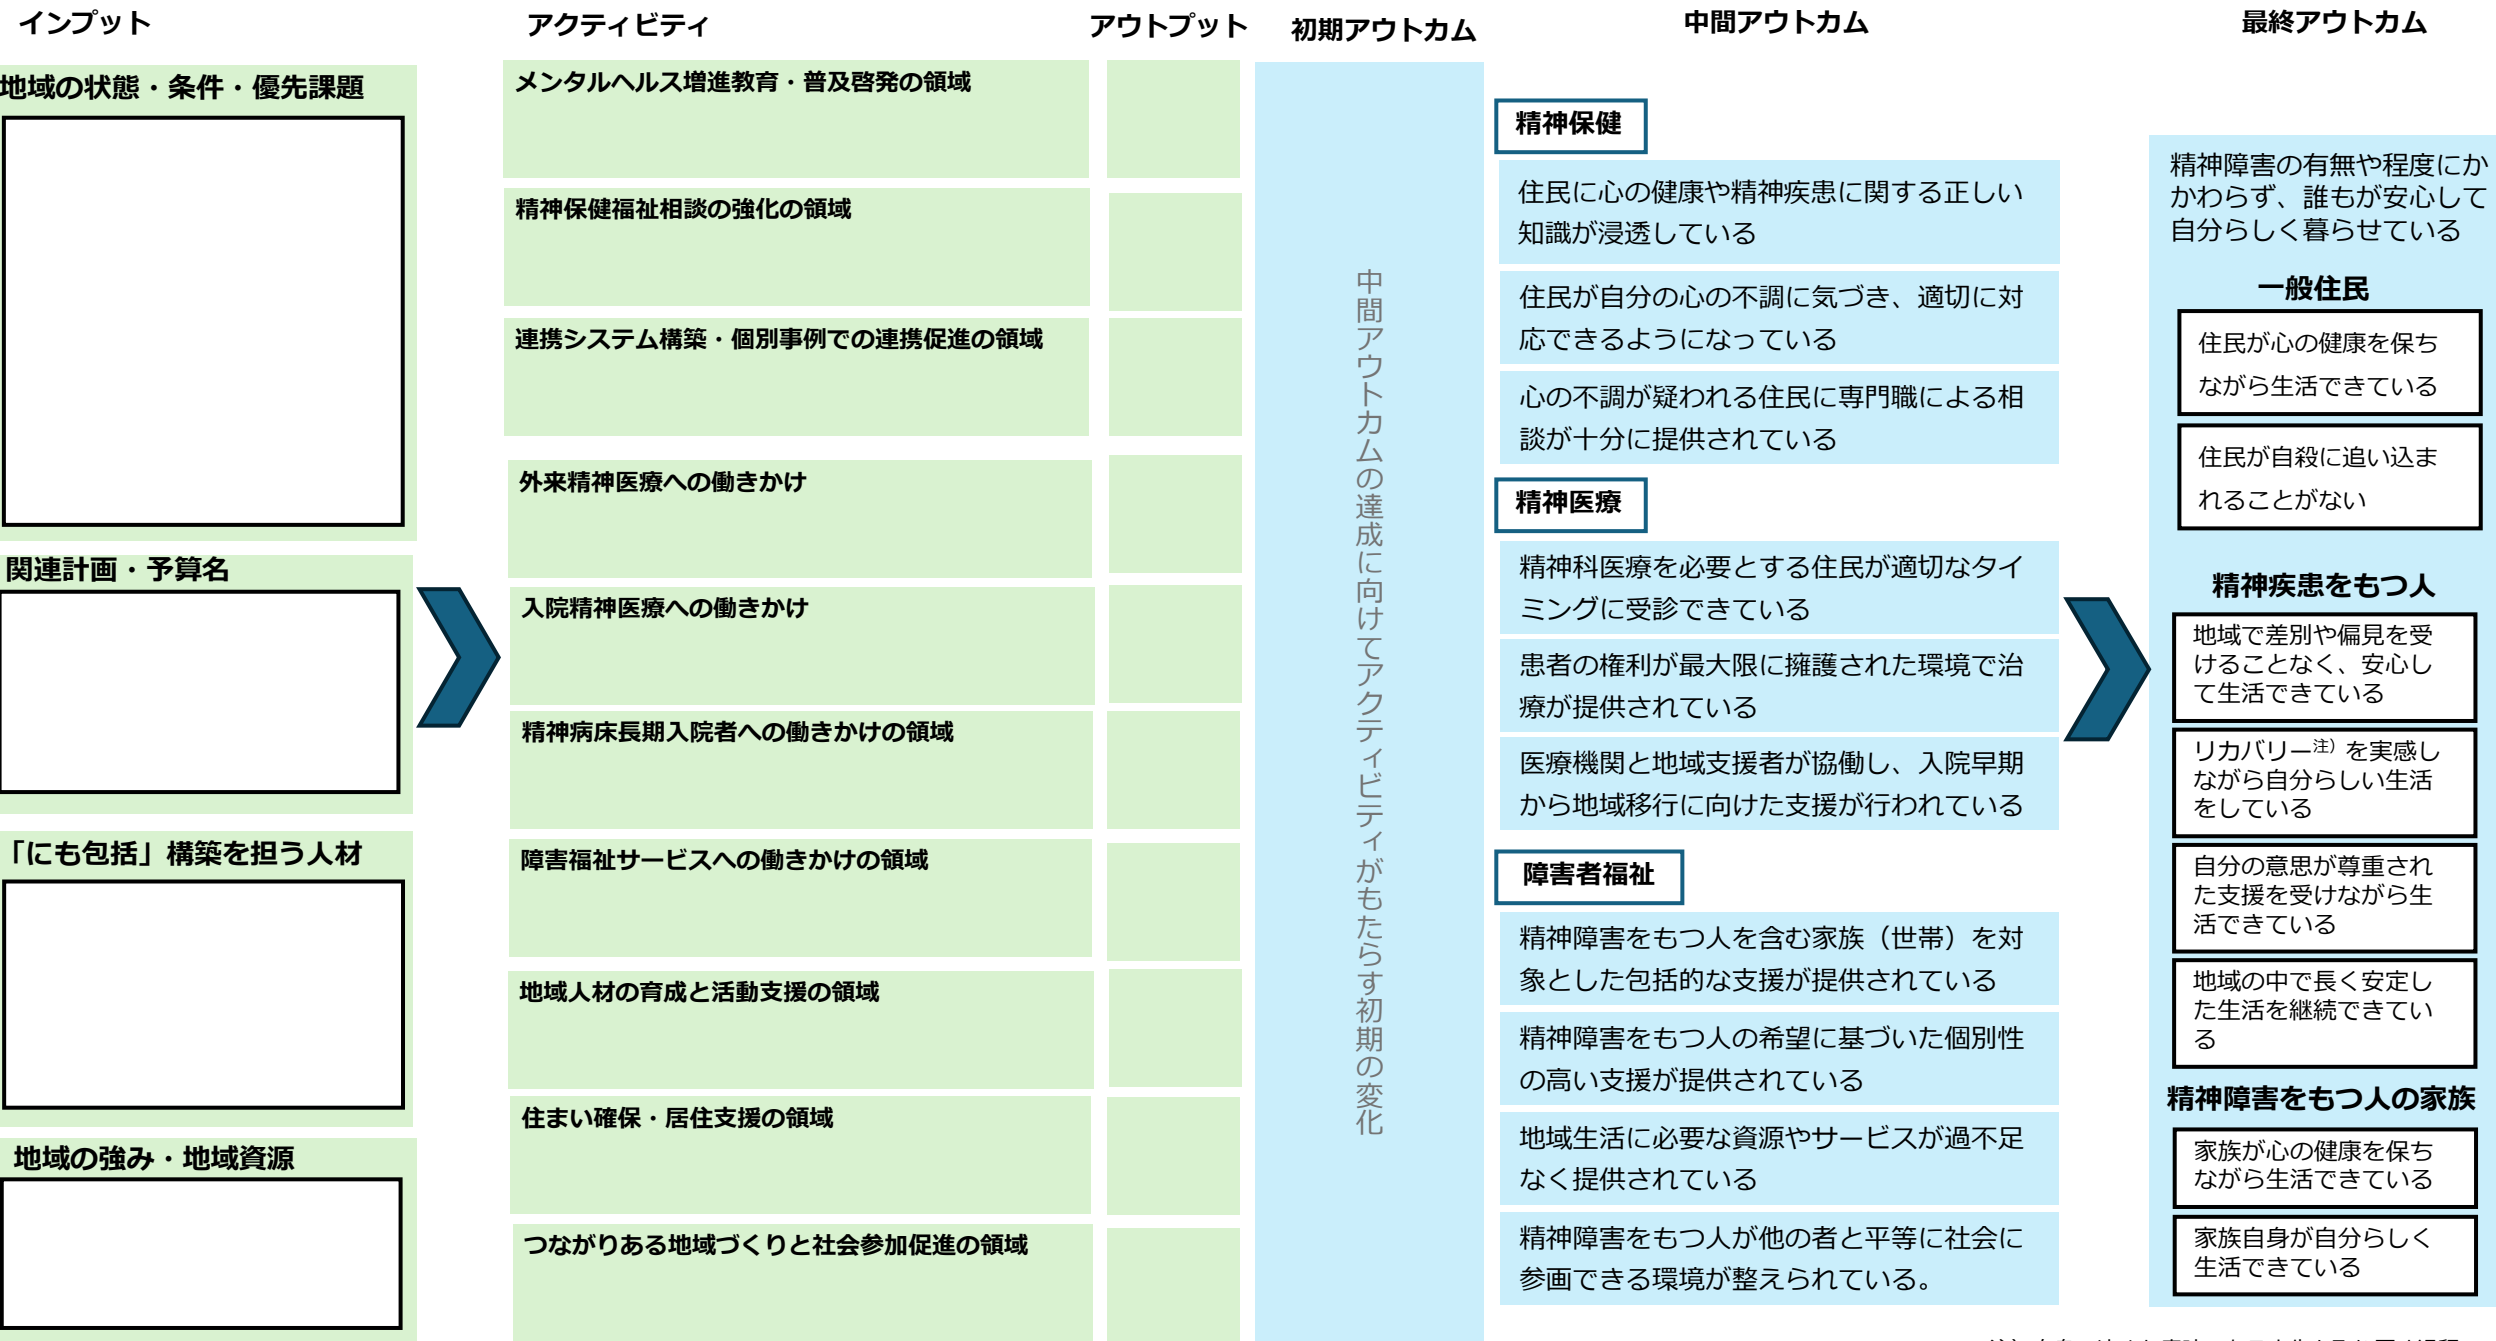 インプット
アクティビティ
アウトプット
初期アウトカム
中間アウトカム
最終アウトカム
地域の状態・条件・優先課題
関連計画・予算名
「にも包括」構築を担う人材
地域の強み・地域資源
メンタルヘルス増進教育・普及啓発の領域
精神保健福祉相談の強化の領域
連携システム構築・個別事例での連携促進の領域
外来精神医療への働きかけ
入院精神医療への働きかけ
精神病床長期入院者への働きかけの領域
障害福祉サービスへの働きかけの領域
地域人材の育成と活動支援の領域
住まい確保・居住支援の領域
つながりある地域づくりと社会参加促進の領域
中間アウトカムの達成に向けてアクティビティがもたらす初期の変化
精神保健
住民に心の健康や精神疾患に関する正しい
知識が浸透している
住民が自分の心の不調に気づき、適切に対
応できるようになっている
心の不調が疑われる住民に専門職による相
談が十分に提供されている
精神医療
精神科医療を必要とする住民が適切なタイ
ミングに受診できている
患者の権利が最大限に擁護された環境で治
療が提供されている
医療機関と地域支援者が協働し、入院早期
から地域移行に向けた支援が行われている
障害者福祉
精神障害をもつ人を含む家族（世帯）を対
象とした包括的な支援が提供されている
精神障害をもつ人の希望に基づいた個別性
の高い支援が提供されている
地域生活に必要な資源やサービスが過不足
なく提供されている
精神障害をもつ人が他の者と平等に社会に
参画できる環境が整えられている。
精神障害の有無や程度にか
かわらず、誰もが安心して
自分らしく暮らせている
一般住民
住民が心の健康を保ち
ながら生活できている
住民が自殺に追い込ま
れることがない
精神疾患をもつ人
地域で差別や偏見を受
けることなく、安心し
て生活できている
リカバリー注）を実感し
ながら自分らしい生活
をしている
自分の意思が尊重され
た支援を受けながら生
活できている
地域の中で長く安定し
た生活を継続できてい
る
精神障害をもつ人の家族
家族が心の健康を保ち
ながら生活できている
家族自身が自分らしく
生活できている